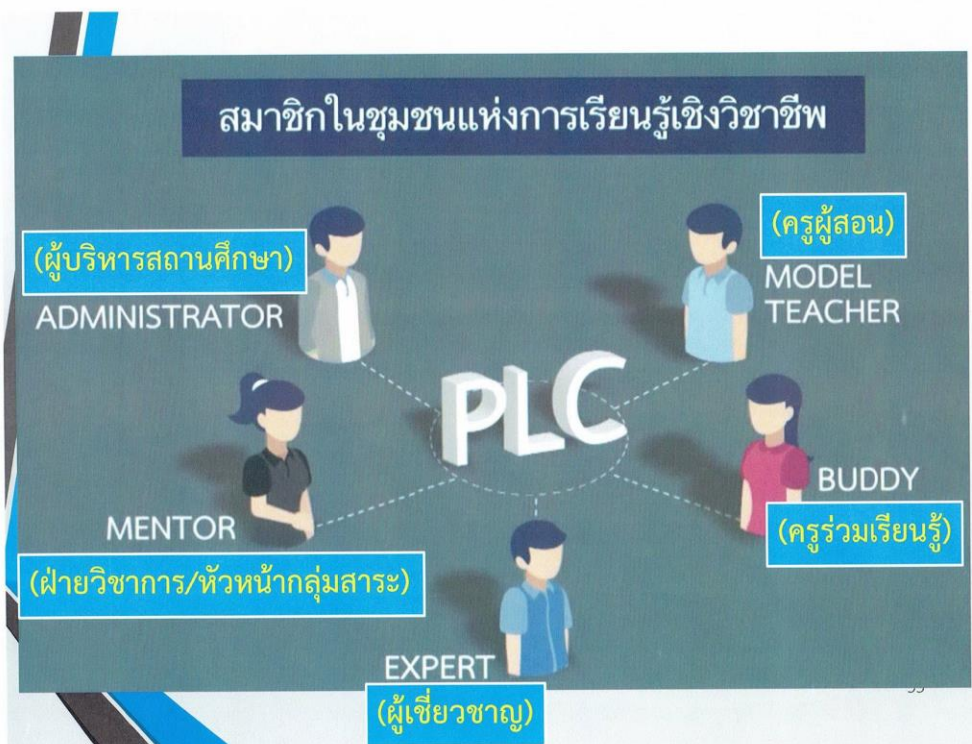 สมาชิกในชุมชนแห่งการเรียนรู้เชิงวิชาชีพ
(ผู้บริหารสถานศึกษา)
ADMINISTRATOR
(ครูผู้สอน)
MODEL
TEACHER
PLC
MENTOR
(ฝ่ายวิชาการ/หัวหน้ากลุ่มสาระ)
BUDDY
(ครูร่วมเรียนรู้)
EXPERT
(ผู้เชี่ยวชาญ)